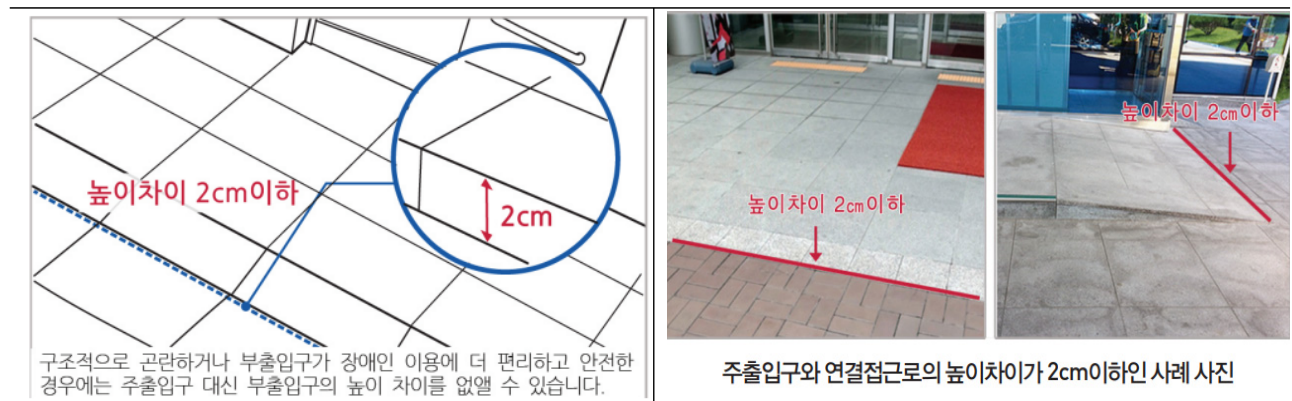 높이차이 2cm이하
2cm
구조적으로 곤란하거나 부출입구가 장애인 이용에 더 편리하고 안전한
경우에는 주출입구 대신 부출입구의 높이 차이를 없앨 수 있습니다.
높이차이 2cm이하
높이차이 2cm이하
주출입구와 연결접근로의 높이차이가 2cm이하인 사례 사진